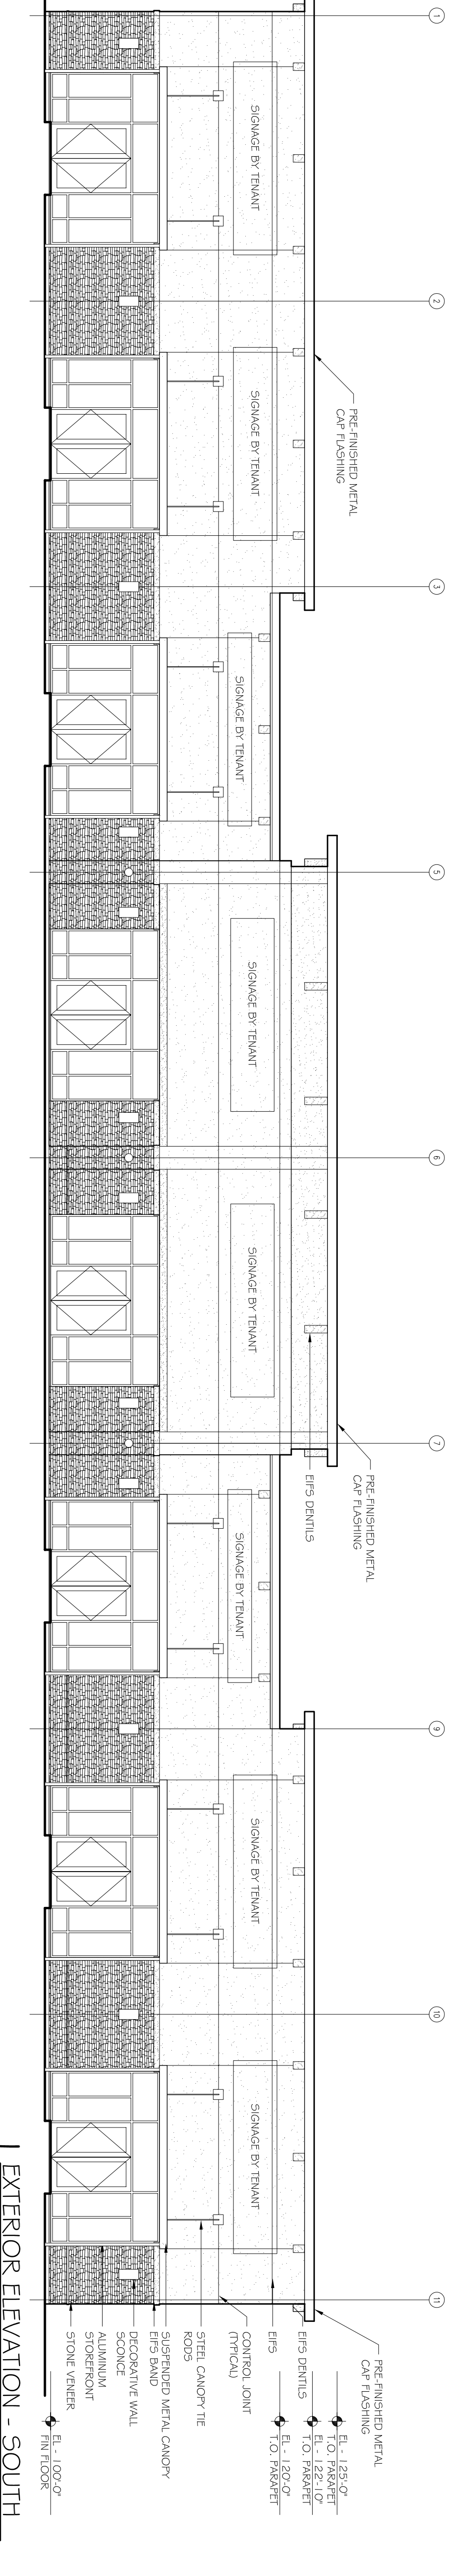 1
2
3
5
6
7
9
10
11
PRE-FINISHED METAL
CAP FLASHING
PRE-FINISHED METAL
CAP FLASHING
PRE-FINISHED METAL
CAP FLASHING
SIGNAGE BY TENANT
SIGNAGE BY TENANT
SIGNAGE BY TENANT
SIGNAGE BY TENANT
SIGNAGE BY TENANT
SIGNAGE BY TENANT
SIGNAGE BY TENANT
SIGNAGE BY TENANT
EIFS DENTILS
EIFS DENTILS
EIFS
CONTROL JOINT
(TYPICAL)
STEEL CANOPY TIE
RODS
SUSPENDED METAL CANOPY
EIFS BAND
DECORATIVE WALL
SCONCE
ALUMINUM
STOREFRONT
STONE VENEER
EL - 125'-0"
T.O. PARAPET
EL - 122'-10"
T.O. PARAPET
EL - 120'-0"
T.O. PARAPET
EL - 100'-0"
FIN FLOOR
1 EXTERIOR ELEVATION - SOUTH